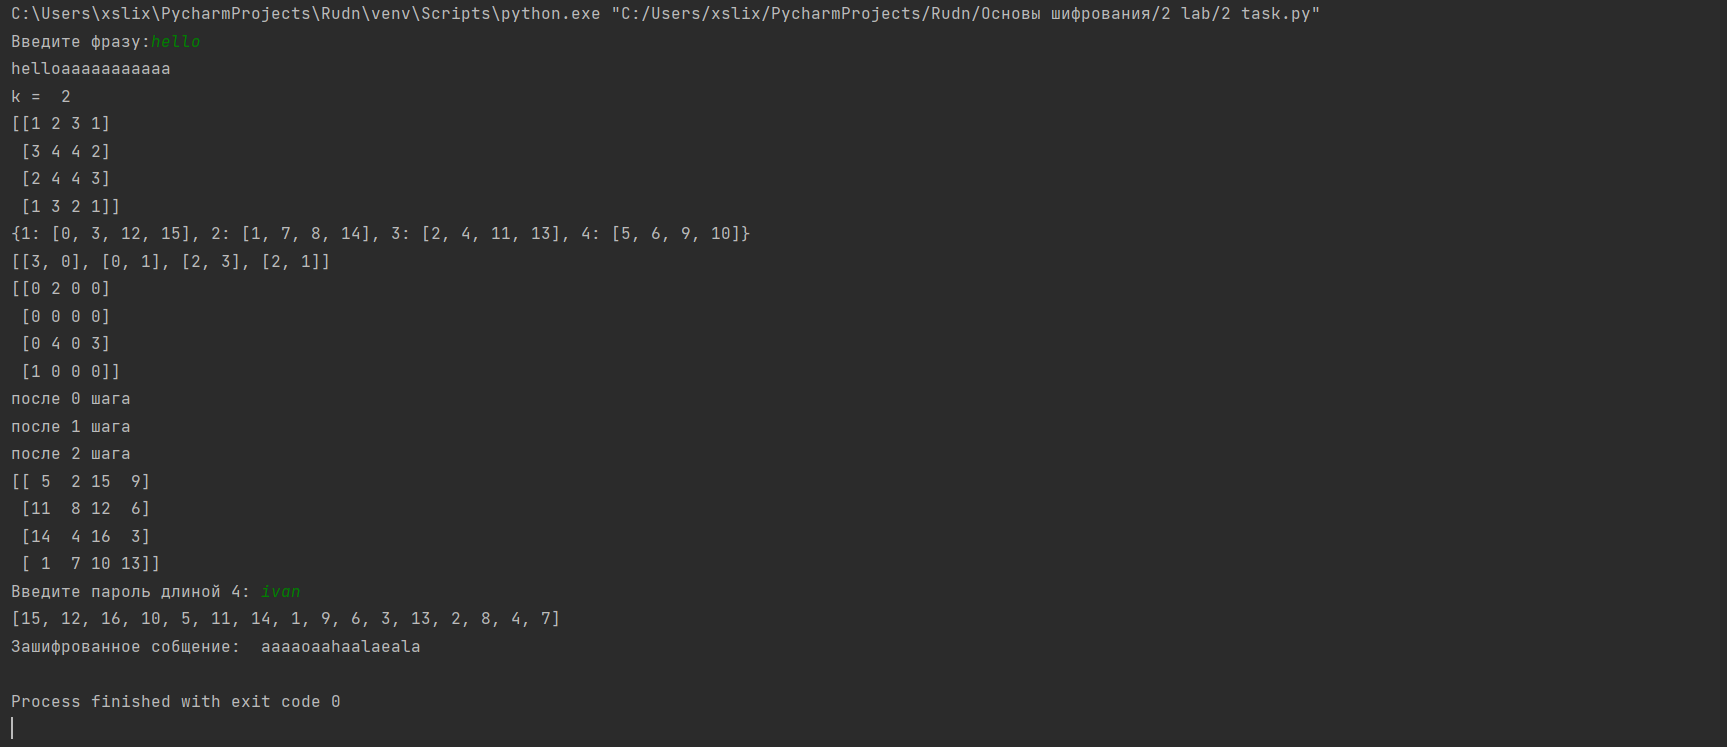 C:\Users\xslix\PycharmProjects\Rudn\venv\Scripts\python.exe "C:/Users/xslix/PycharmProjects/Rudn/Основы шифрования/2 lab/2 task.py"
Введите фразу:hello
helloaaaaaaaaaaa
k =  2
[[1 2 3 1]
 [3 4 4 2]
 [2 4 4 3]
 [1 3 2 1]]
{1: [0, 3, 12, 15], 2: [1, 7, 8, 14], 3: [2, 4, 11, 13], 4: [5, 6, 9, 10]}
[[3, 0], [0, 1], [2, 3], [2, 1]]
[[0 2 0 0]
 [0 0 0 0]
 [0 4 0 3]
 [1 0 0 0]]
после 0 шага
после 1 шага
после 2 шага
[[ 5  2 15  9]
 [11  8 12  6]
 [14  4 16  3]
 [ 1  7 10 13]]
Введите пароль длиной 4: ivan
[15, 12, 16, 10, 5, 11, 14, 1, 9, 6, 3, 13, 2, 8, 4, 7]
Зашифрованное собщение:  aaaaoaahaalaeala
Process finished with exit code 0